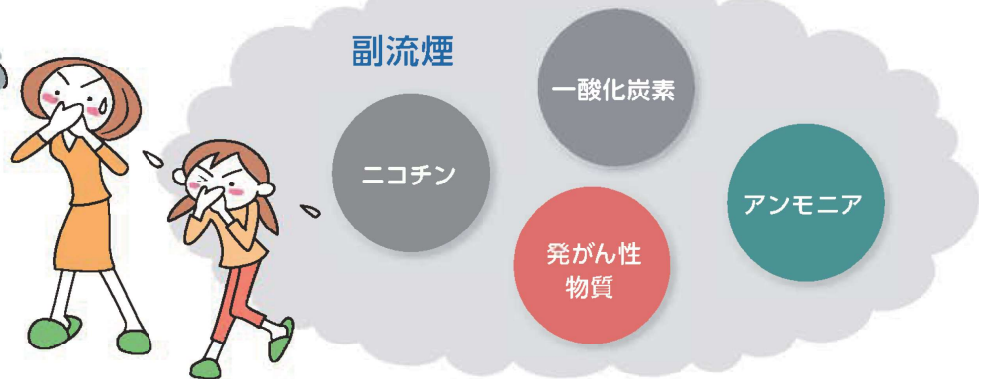 副流煙
一酸化炭素
ニコチン
アンモニア
発がん性
物質